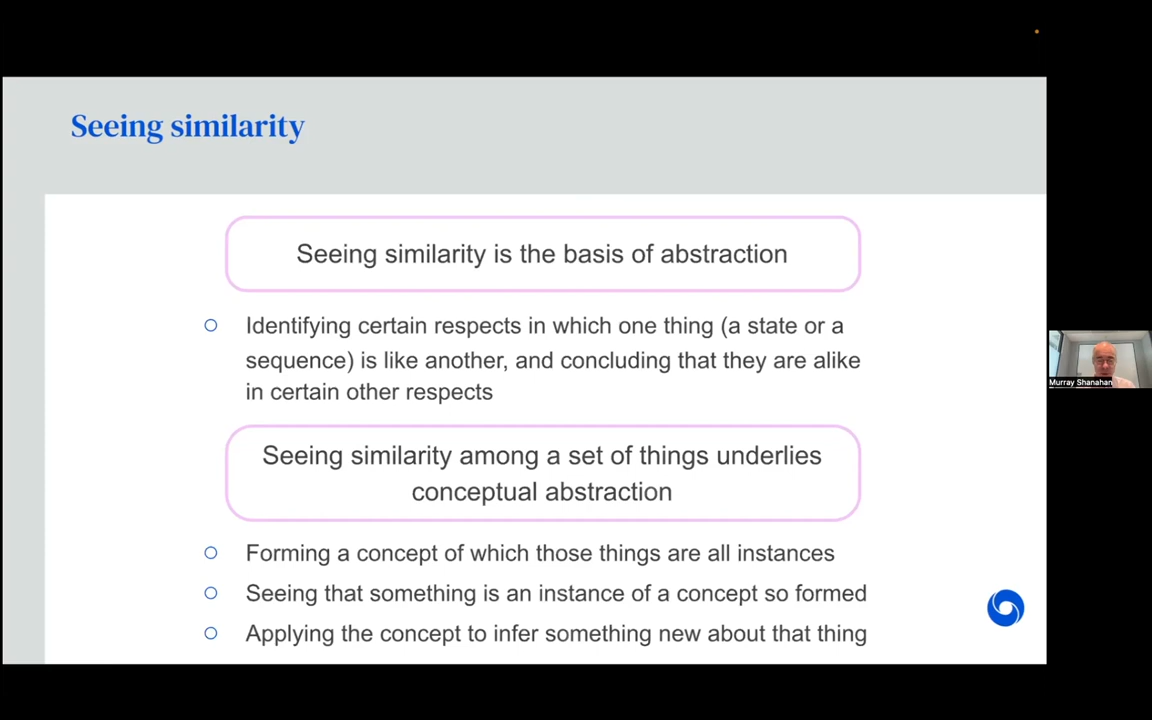 Seeing similarity
Seeing similarity is the basis of abstraction
Identifying certain respects in which one thing (a state or a
sequence) is like another, and concluding that they are alike
in certain other respects
Seeing similarity among a set of things underlies
conceptual abstraction
Forming a concept of which those things are all instances
Seeing that something is an instance of a concept so formed
Applying the concept to infer something new about that thing
Murray Shanahan